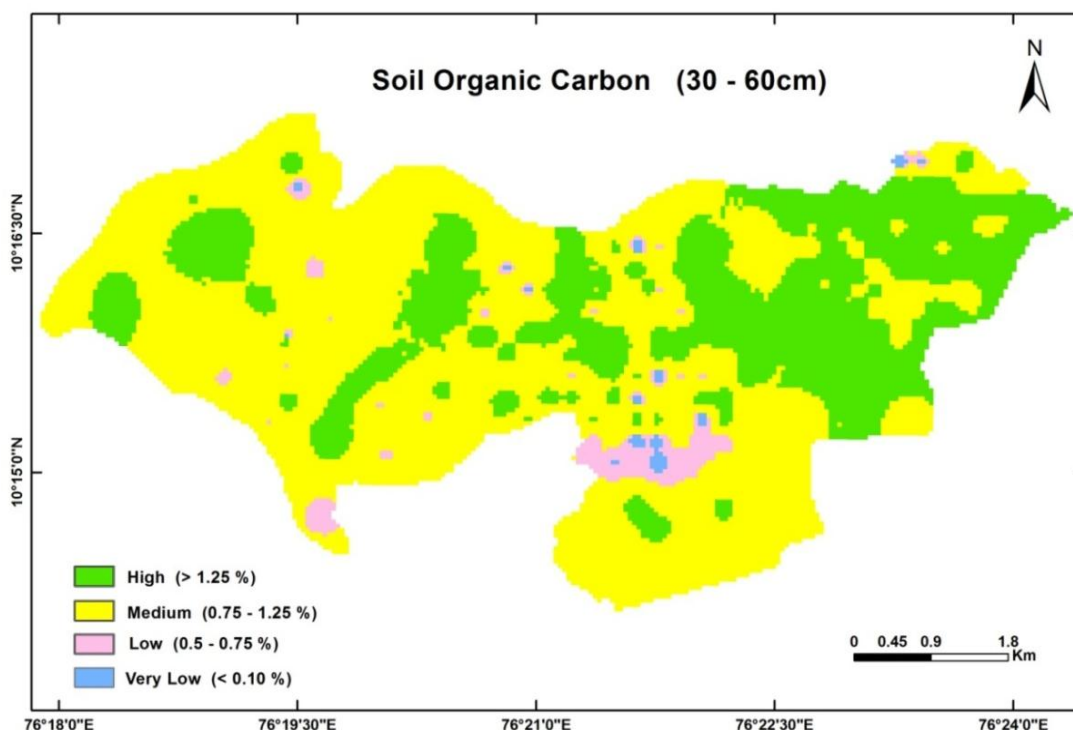 Soil Organic Carbon (30 - 60cm)
N
10°16'30"N
10°15'0"N
High (> 1.25 %)
Medium (0.75 - 1.25 %)
Low (0.5 - 0.75 %)
Very Low (< 0.10 %)
0 0.45 0.9 1.8
Km
76°18'0"E 76°19'30"E 76°21'0"E 76°22'30"E 76°24'0"E